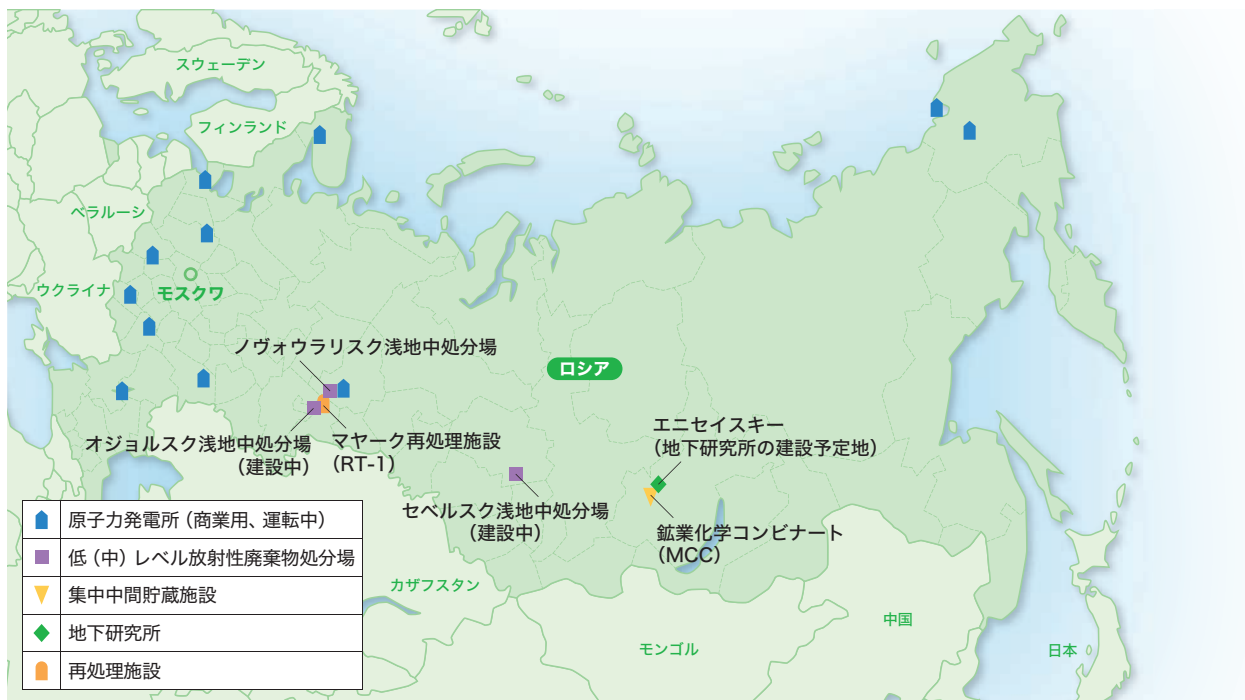 スウェーデン
フィンランド
ベラルーシ
ウクライナ
モスクワ
ノヴォウラリスク浅地中処分場
ロシア
オジョルスク浅地中処分場
（建設中）
マヤーク再処理施設
（RT-1）
エニセイスキー
（地下研究所の建設予定地）
セベルスク浅地中処分場
（建設中）
鉱業化学コンビナート
（MCC）
原子力発電所（商業用、運転中）
低（中）レベル放射性廃棄物処分場
集中中間貯蔵施設
地下研究所
再処理施設
カザフスタン
モンゴル
中国
日本